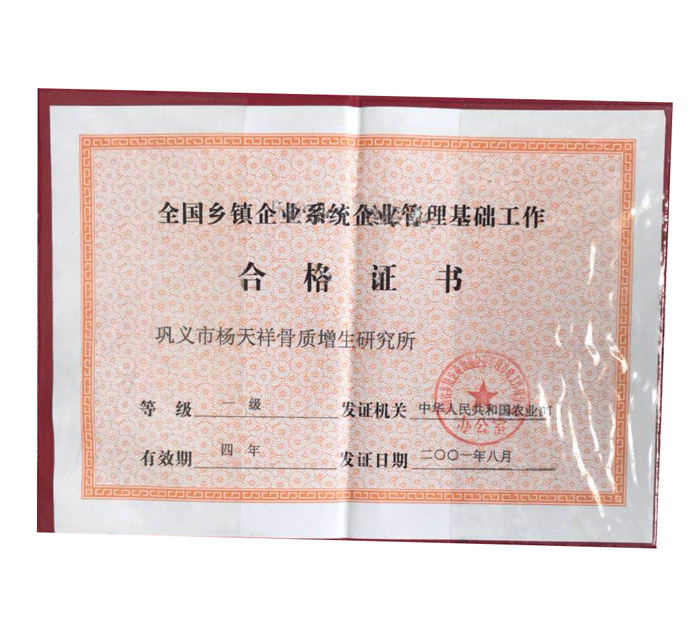 全国乡镇企业系统企业管理基础工作
合格证书
巩义市杨天祥骨质增生研究所
等级 一级 发证机关 中华人民共和国农业部
有效期 四年 发证日期 二〇〇一年八月
办公室